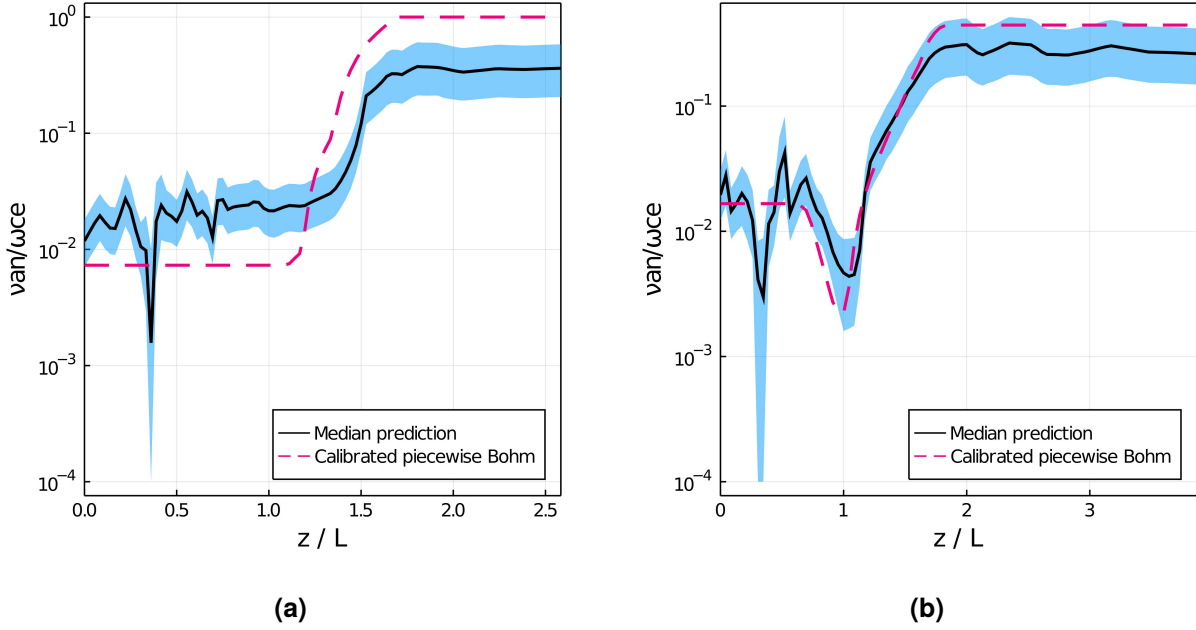 10⁰
10⁻¹
10⁻²
10⁻³
10⁻⁴
νan/ωce
0.0
0.5
1.0
1.5
2.0
2.5
z / L
Median prediction
Calibrated piecewise Bohm
(a)
10⁻¹
10⁻²
10⁻³
10⁻⁴
νan/ωce
0
1
2
3
z / L
Median prediction
Calibrated piecewise Bohm
(b)